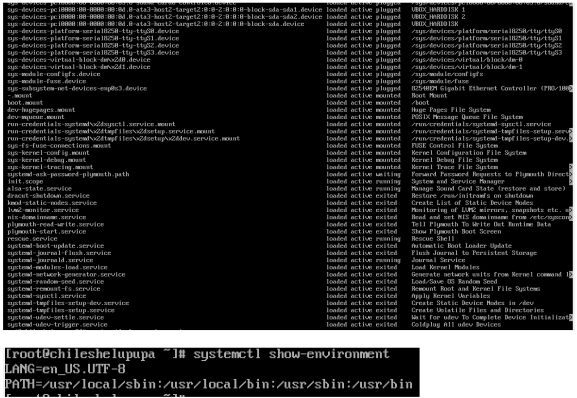 sys-devices-pci0000:00-0000:00:0d.0-ata3-host2-target2:0:0-2:0:0:0-block-sda-sda1.device loaded active plugged VBOX_HARDDISK 1
sys-devices-pci0000:00-0000:00:0d.0-ata3-host2-target2:0:0-2:0:0:0-block-sda-sda2.device loaded active plugged VBOX_HARDDISK 2
sys-devices-pci0000:00-0000:00:0d.0-ata3-host2-target2:0:0-2:0:0:0-block-sda.device loaded active plugged VBOX_HARDDISK
sys-devices-platform-serial8250-tty-ttyS0.device loaded active plugged /sys/devices/platform/serial8250/tty/ttyS0
sys-devices-platform-serial8250-tty-ttyS1.device loaded active plugged /sys/devices/platform/serial8250/tty/ttyS1
sys-devices-platform-serial8250-tty-ttyS2.device loaded active plugged /sys/devices/platform/serial8250/tty/ttyS2
sys-devices-platform-serial8250-tty-ttyS3.device loaded active plugged /sys/devices/platform/serial8250/tty/ttyS3
sys-devices-virtual-block-dm\x2d0.device loaded active plugged /sys/devices/virtual/block/dm-0
sys-devices-virtual-block-dm\x2d1.device loaded active plugged /sys/devices/virtual/block/dm-1
sys-module-configfs.device loaded active plugged /sys/module/configfs
sys-module-fuse.device loaded active plugged /sys/module/fuse
sys-subsystem-net-devices-enp0s3.device loaded active plugged 82540EM Gigabit Ethernet Controller (PRO/100>
-.mount loaded active mounted Root Mount
boot.mount loaded active mounted /boot
dev-hugepages.mount loaded active mounted Huge Pages File System
dev-mqueue.mount loaded active mounted POSIX Message Queue File System
run-credentials-systemd\x2dsysctl.service.mount loaded active mounted /run/credentials/systemd-sysctl.service
run-credentials-systemd\x2dtmpfiles\x2dsetup.service.mount loaded active mounted /run/credentials/systemd-tmpfiles-setup.serv>
run-credentials-systemd\x2dtmpfiles\x2dsetup\x2ddev.service.mount loaded active mounted /run/credentials/systemd-tmpfiles-setup-dev.>
sys-fs-fuse-connections.mount loaded active mounted FUSE Control File System
sys-kernel-config.mount loaded active mounted Kernel Configuration File System
sys-kernel-debug.mount loaded active mounted Kernel Debug File System
sys-kernel-tracing.mount loaded active mounted Kernel Trace File System
systemd-ask-password-plymouth.path loaded active waiting Forward Password Requests to Plymouth Direct>
init.scope loaded active running System and Service Manager
alsa-state.service loaded active running Manage Sound Card State (restore and store)
dracut-shutdown.service loaded active exited Restore /run/initramfs on shutdown
kmod-static-nodes.service loaded active exited Create List of Static Device Nodes
lvm2-monitor.service loaded active exited Monitoring of LVM2 mirrors, snapshots etc. >
nis-domainname.service loaded active exited Read and set NIS domainname from /etc/syscon>
plymouth-read-write.service loaded active exited Tell Plymouth To Write Out Runtime Data
plymouth-start.service loaded active exited Show Plymouth Boot Screen
rescue.service loaded active running Rescue Shell
systemd-boot-update.service loaded active exited Automatic Boot Loader Update
systemd-journal-flush.service loaded active exited Flush Journal to Persistent Storage
systemd-journald.service loaded active running Journal Service
systemd-modules-load.service loaded active exited Load Kernel Modules
systemd-network-generator.service loaded active exited Generate network units from Kernel command l>
systemd-random-seed.service loaded active exited Load/Save OS Random Seed
systemd-remount-fs.service loaded active exited Remount Root and Kernel File Systems
systemd-sysctl.service loaded active exited Apply Kernel Variables
systemd-tmpfiles-setup-dev.service loaded active exited Create Static Device Nodes in /dev
systemd-tmpfiles-setup.service loaded active exited Create Volatile Files and Directories
systemd-udev-settle.service loaded active exited Wait for udev To Complete Device Initializat>
systemd-udev-trigger.service loaded active exited Coldplug All udev Devices
[root@chileshelupupa ~]# systemctl show-environment
LANG=en_US.UTF-8
PATH=/usr/local/sbin:/usr/local/bin:/usr/sbin:/usr/bin